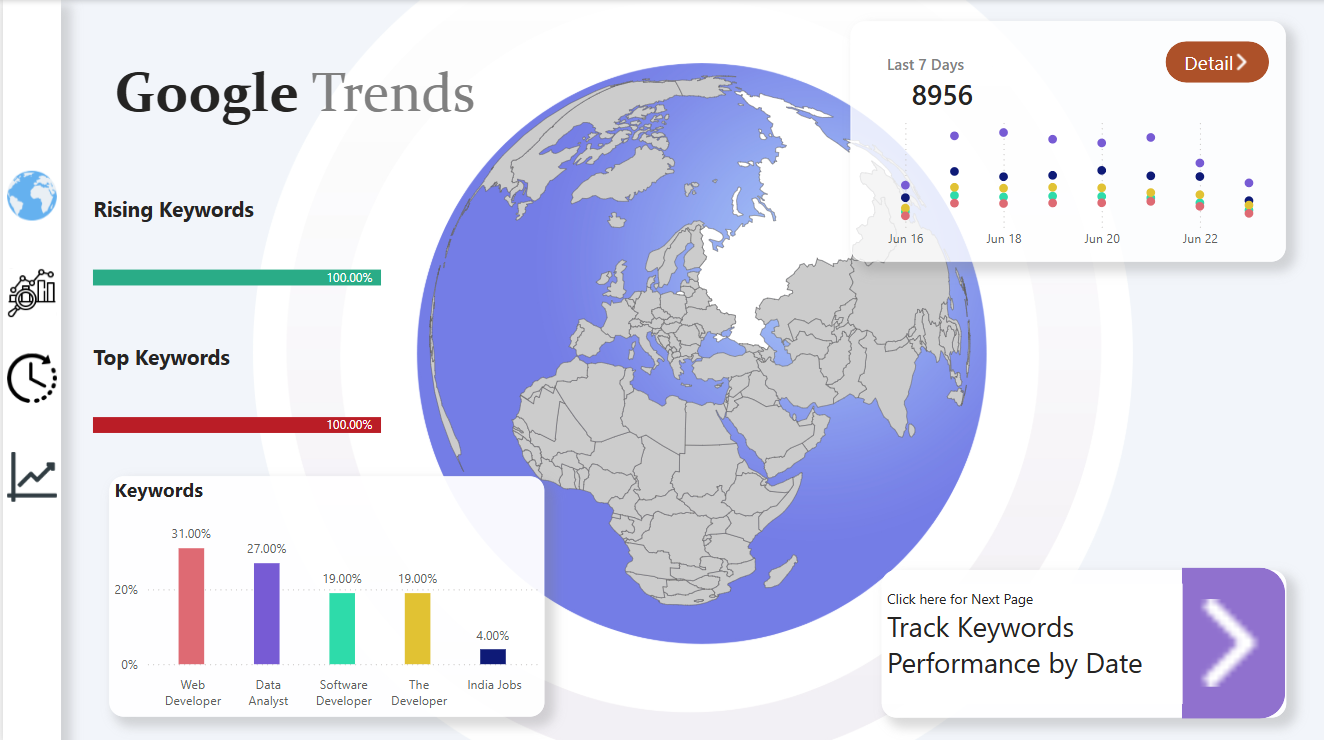 Google Trends
Last 7 Days
Detail
8956
Jun 16
Jun 18
Jun 20
Jun 22
Rising Keywords
100.00%
Top Keywords
100.00%
Keywords
31.00%
27.00%
19.00%
19.00%
4.00%
20%
0%
Web
Developer
Data
Analyst
Software
Developer
The
Developer
India Jobs
Click here for Next Page
Track Keywords
Performance by Date